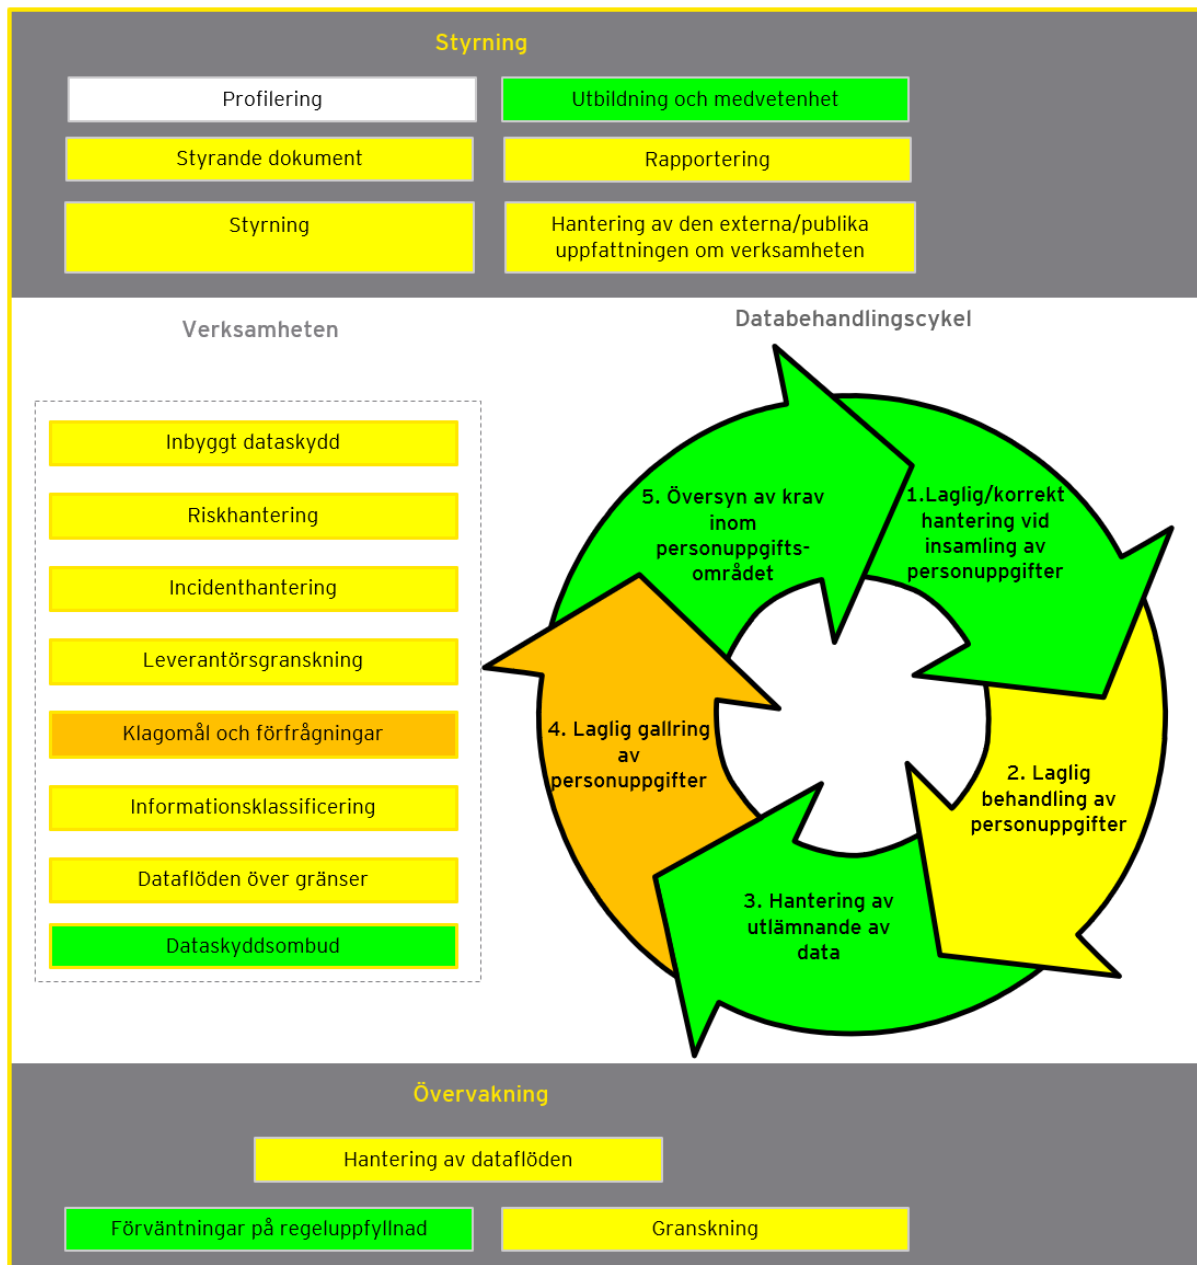 Styrning
Profilering
Utbildning och medvetenhet
Styrande dokument
Rapportering
Styrning
Hantering av den externa/publika
uppfattningen om verksamheten
Verksamheten
Inbyggt dataskydd
Riskhantering
Incidenthantering
Leverantörsgranskning
Klagomål och förfrågningar
Informationsklassificering
Dataflöden över gränser
Dataskyddsombud
Databehandlingscykel
1.Laglig/korrekt
hantering vid
insamling av
personuppgifter
2. Laglig
behandling av
personuppgifter
3. Hantering av
utlämnande av
data
4. Laglig gallring
av
personuppgifter
5. Översyn av krav
inom
personuppgifts-
området
Övervakning
Hantering av dataflöden
Förväntningar på regeluppfyllnad
Granskning